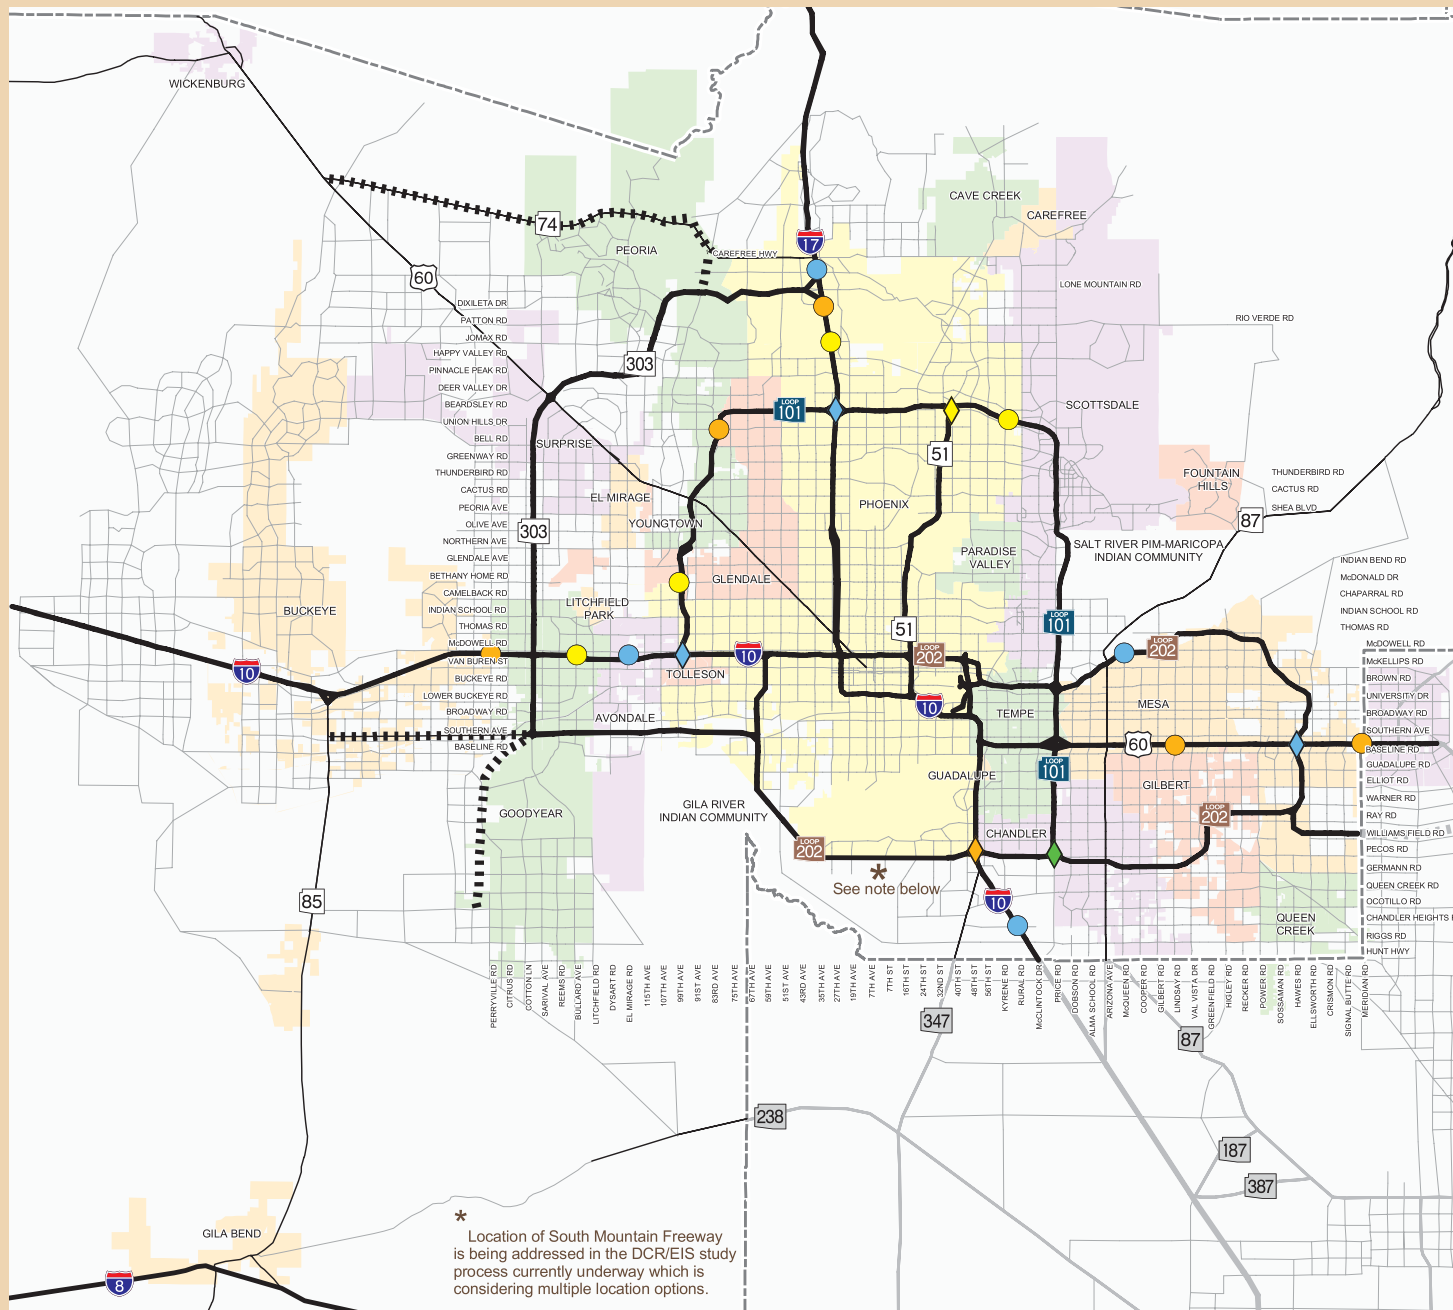 WICKENBURG
CAVE CREEK
CAREFREE
74
17
PEORIA
CAREFREE HWY
60
LONE MOUNTAIN RD
DIXILETA DR
PATTON RD
JOMAX RD
HAPPY VALLEY RD
PINNACLE PEAK RD
DEER VALLEY DR
BEARDSLEY RD
UNION HILLS DR
BELL RD
GREENWAY RD
THUNDERBIRD RD
CACTUS RD
PEORIA AVE
OLIVE AVE
NORTHERN AVE
GLENDALE AVE
BETHANY HOME RD
CAMELBACK RD
INDIAN SCHOOL RD
THOMAS RD
McDOWELL RD
VAN BUREN ST
BUCKEYE RD
LOWER BUCKEYE RD
BROADWAY RD
SOUTHERN AVE
BASELINE RD
RIO VERDE RD
303
LOOP
101
SCOTTSDALE
SURPRISE
51
FOUNTAIN
HILLS
THUNDERBIRD RD
CACTUS RD
SHEA BLVD
EL MIRAGE
PHOENIX
YOUNGTOWN
87
303
PARADISE
VALLEY
SALT RIVER PIM-MARICOPA
INDIAN COMMUNITY
GLENDALE
INDIAN BEND RD
McDONALD DR
CHAPARRAL RD
INDIAN SCHOOL RD
THOMAS RD
McDOWELL RD
McKELLIPS RD
BROWN RD
UNIVERSITY DR
BROADWAY RD
SOUTHERN AVE
BASELINE RD
GUADALUPE RD
ELLIOT RD
WARNER RD
RAY RD
WILLIAMS FIELD RD
PECOS RD
GERMANN RD
QUEEN CREEK RD
OCOTILLO RD
CHANDLER HEIGHTS
RIGGS RD
HUNT HWY
BUCKEYE
LITCHFIELD
PARK
LOOP
101
51
10
10
LOOP
202
LOOP
202
TOLLESON
10
MESA
AVONDALE
TEMPE
60
LOOP
101
GUADALUPE
GILBERT
GOODYEAR
GILA RIVER
INDIAN COMMUNITY
LOOP
202
CHANDLER
LOOP
202
*
See note below
85
10
QUEEN
CREEK
PERRYVILLE RD
CITRUS RD
COTTON LN
SARIVAL AVE
REEMS RD
BULLARD AVE
LITCHFIELD RD
DYSART RD
EL MIRAGE RD
115TH AVE
107TH AVE
99TH AVE
91ST AVE
83RD AVE
75TH AVE
67TH AVE
59TH AVE
51ST AVE
43RD AVE
35TH AVE
27TH AVE
19TH AVE
7TH AVE
7TH ST
16TH ST
24TH ST
32ND ST
40TH ST
48TH ST
56TH ST
KYRENE RD
RURAL RD
McCLINTOCK DR
PRICE RD
DOBSON RD
ALMA SCHOOL RD
ARIZONA AVE
McQUEEN RD
COOPER RD
GILBERT RD
LINDSAY RD
VAL VISTA DR
GREENFIELD RD
HIGLEY RD
RECKER RD
POWER RD
SOSSAMAN RD
HAWES RD
ELLSWORTH RD
CRISMON RD
SIGNAL BUTTE RD
MERIDIAN RD
347
87
238
187
387
GILA BEND
8
*
Location of South Mountain Freeway
is being addressed in the DCR/EIS study
process currently underway which is
considering multiple location options.